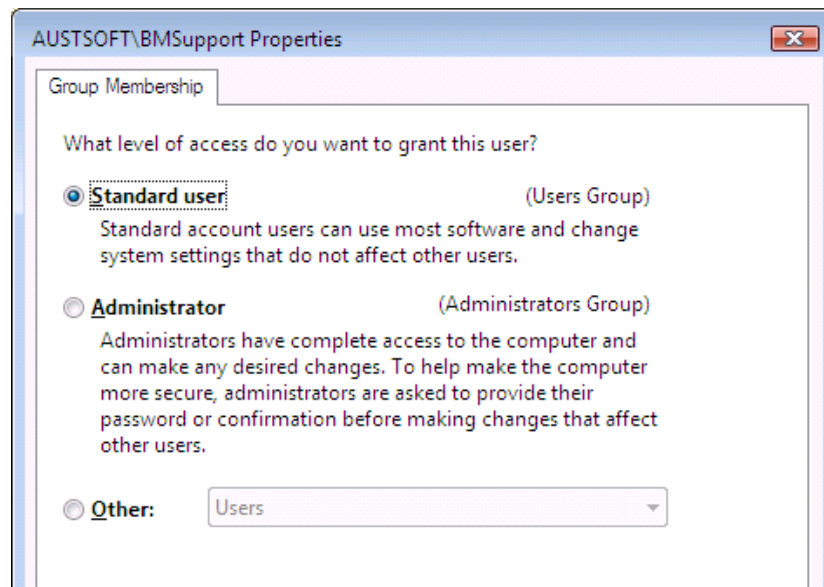 AUSTSOFT\BMSupport Properties
Group Membership
What level of access do you want to grant this user?
Standard user (Users Group)
Standard account users can use most software and change
system settings that do not affect other users.
Administrator (Administrators Group)
Administrators have complete access to the computer and
can make any desired changes. To help make the computer
more secure, administrators are asked to provide their
password or confirmation before making changes that affect
other users.
Other: Users